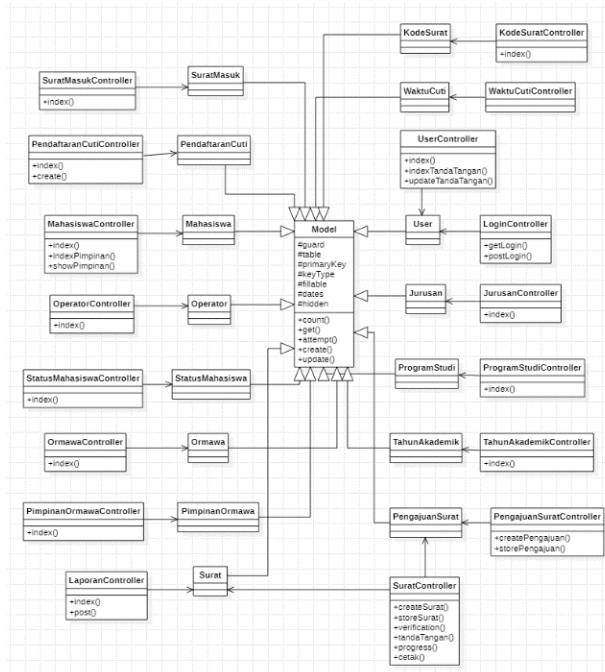 KodeSurat
KodeSuratController
+index()
SuratMasukController
+index()
SuratMasuk
WaktuCuti
WaktuCutiController
PendaftaranCutiController
+index()
+create()
PendaftaranCuti
UserController
+index()
+indexTandaTangan()
+updateTandaTangan()
MahasiswaController
+index()
+indexPimpinan()
+showPimpinan()
Mahasiswa
Model
#guard
#table
#primaryKey
#keyType
#fillable
#dates
#hidden
+count()
+get()
+attempt()
+create()
+update()
User
LoginController
+getLogin()
+postLogin()
OperatorController
+index()
Operator
Jurusan
JurusanController
+index()
StatusMahasiswaController
+index()
StatusMahasiswa
ProgramStudi
ProgramStudiController
+index()
OrmawaController
+index()
Ormawa
TahunAkademik
TahunAkademikController
+index()
PimpinanOrmawaController
+index()
PimpinanOrmawa
PengajuanSurat
PengajuanSuratController
+createPengajuan()
+storePengajuan()
LaporanController
+index()
+post()
Surat
SuratController
+createSurat()
+storeSurat()
+verification()
+tandaTangan()
+progress()
+cetak()